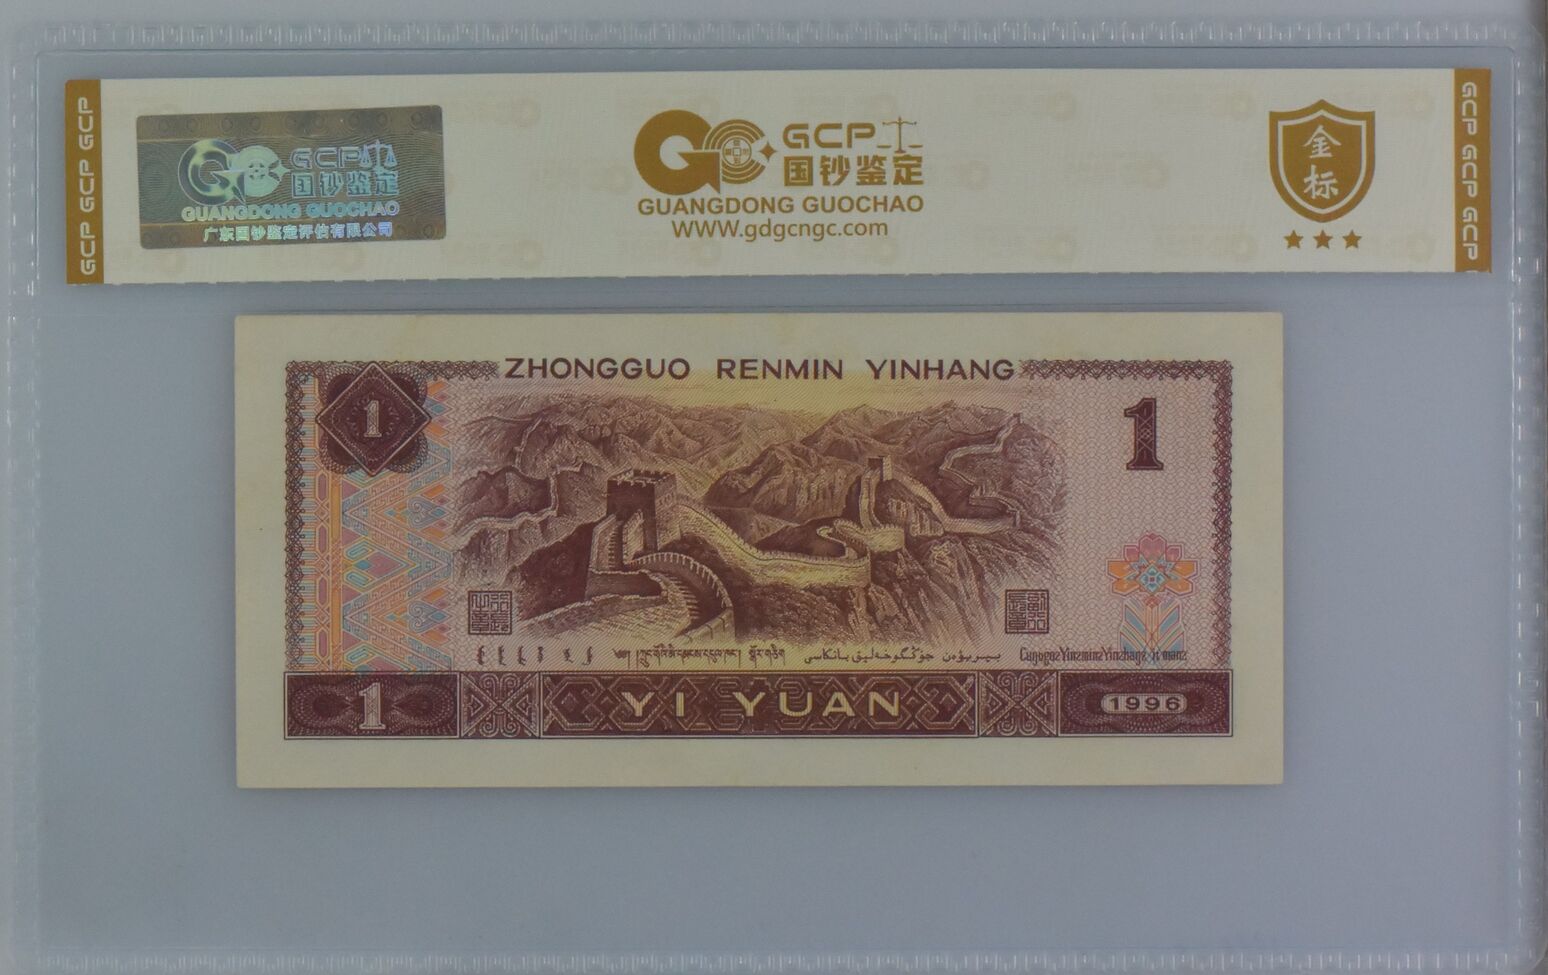 GCP GCP GCP
GCP
国钞鉴定
GUANGDONG GUOCHAO
广东国钞鉴定评估有限公司
GCP
国钞鉴定
GUANGDONG GUOCHAO
WWW.gdgcngc.com
金标
GCP GCP GCP
ZHONGGUO RENMIN YINHANG
1
1
1
YI YUAN
1996